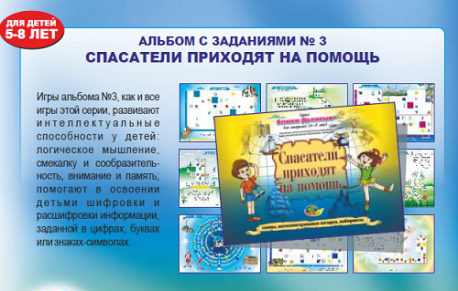 ДЛЯ ДЕТЕЙ
5-8 ЛЕТ
АЛЬБОМ С ЗАДАНИЯМИ № 3
СПАСАТЕЛИ ПРИХОДЯТ НА ПОМОЩЬ
Игры альбома №3, как и все
игры этой серии, развивают
интеллектуальные
способности у детей:
логическое мышление,
смекалку и сообразитель-
ность, внимание и память;
помогают в освоении
детьми шифровки и
расшифровки информации,
заданной в цифрах, буквах
или знаках-символах.
Блоки Дьенеша
Спасатели
приходят
на помощь